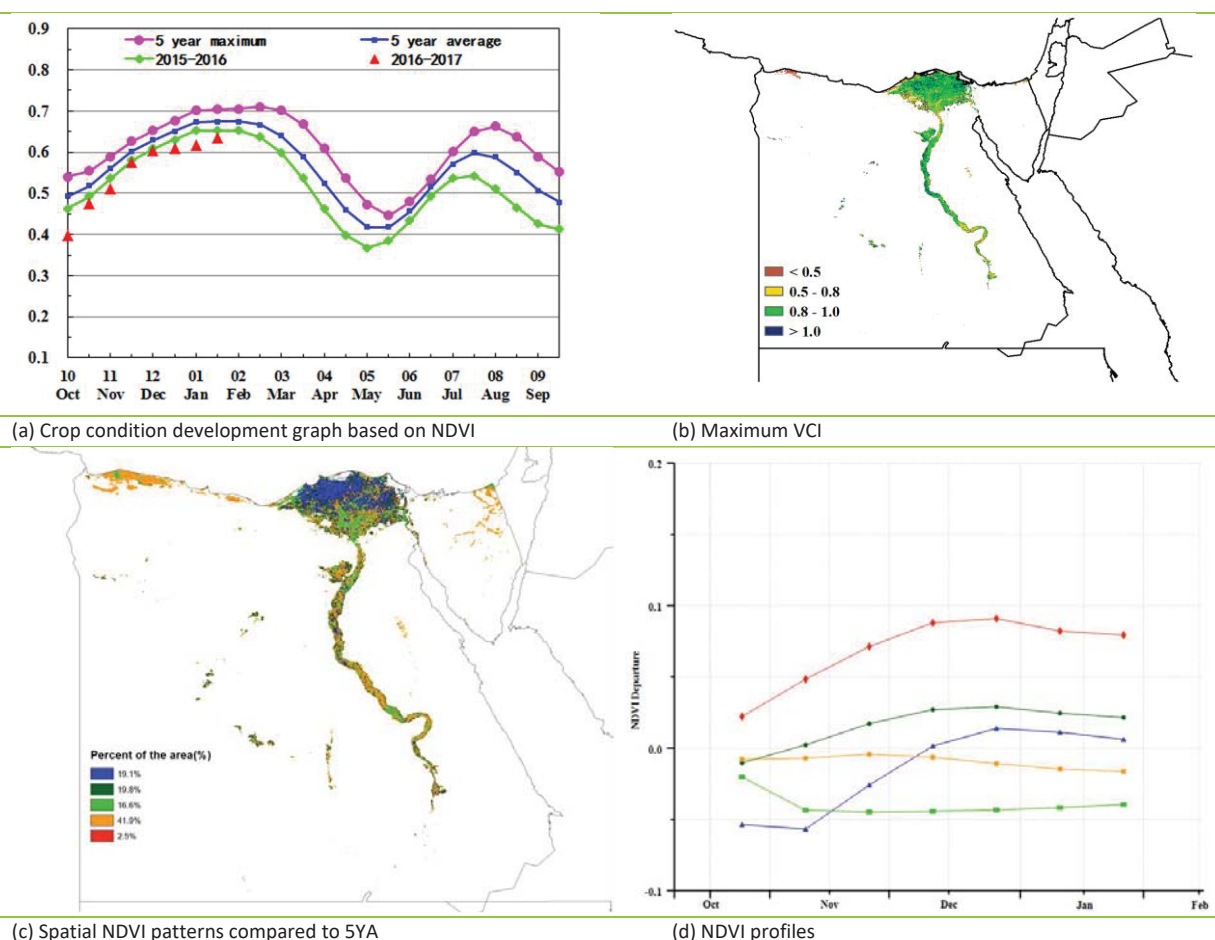 0.9
0.8
0.7
0.6
0.5
0.4
0.3
0.2
0.1
5 year maximum
5 year average
2015-2016
2016-2017
10 11 12 01 02 03 04 05 06 07 08 09
Oct Nov Dec Jan Feb Mar Apr May Jun Jul Aug Sep
< 0.5
0.5 - 0.8
0.8 - 1.0
> 1.0
(a) Crop condition development graph based on NDVI
(b) Maximum VCI
Percent of the area(%)
19.1%
19.8%
16.6%
41.9%
2.5%
0.2
0.1
0.0
-0.1
NDVI Departure
Oct Nov Dec Jan Feb
(c) Spatial NDVI patterns compared to 5YA
(d) NDVI profiles